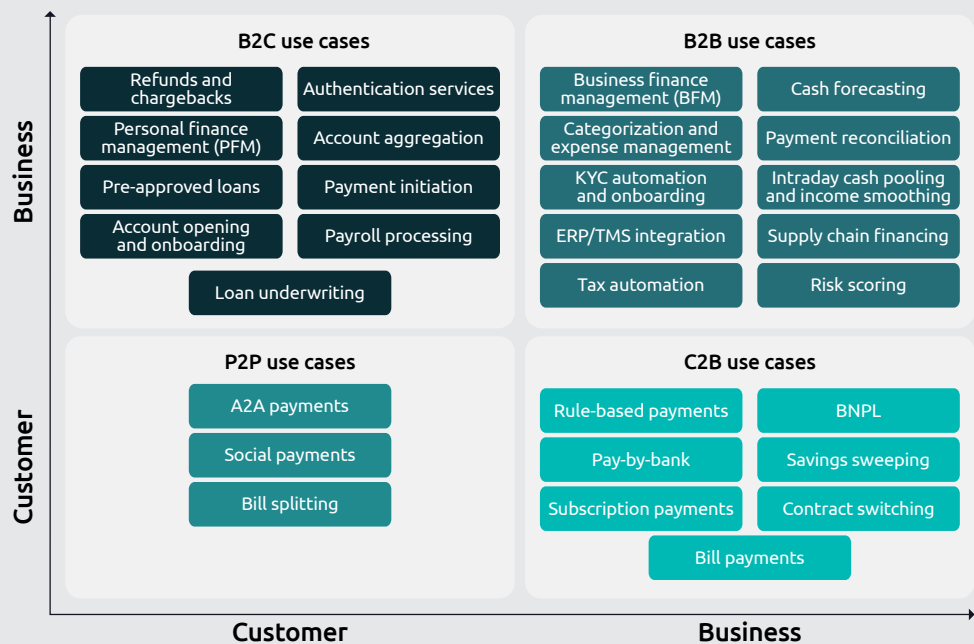 Business
Customer
B2C use cases
Refunds and
chargebacks
Authentication services
Personal finance
management (PFM)
Account aggregation
Pre-approved loans
Payment initiation
Account opening
and onboarding
Payroll processing
Loan underwriting
B2B use cases
Business finance
management (BFM)
Cash forecasting
Categorization and
expense management
Payment reconciliation
KYC automation
and onboarding
Intraday cash pooling
and income smoothing
ERP/TMS integration
Supply chain financing
Tax automation
Risk scoring
P2P use cases
A2A payments
Social payments
Bill splitting
C2B use cases
Rule-based payments
BNPL
Pay-by-bank
Savings sweeping
Subscription payments
Contract switching
Bill payments
Customer
Business